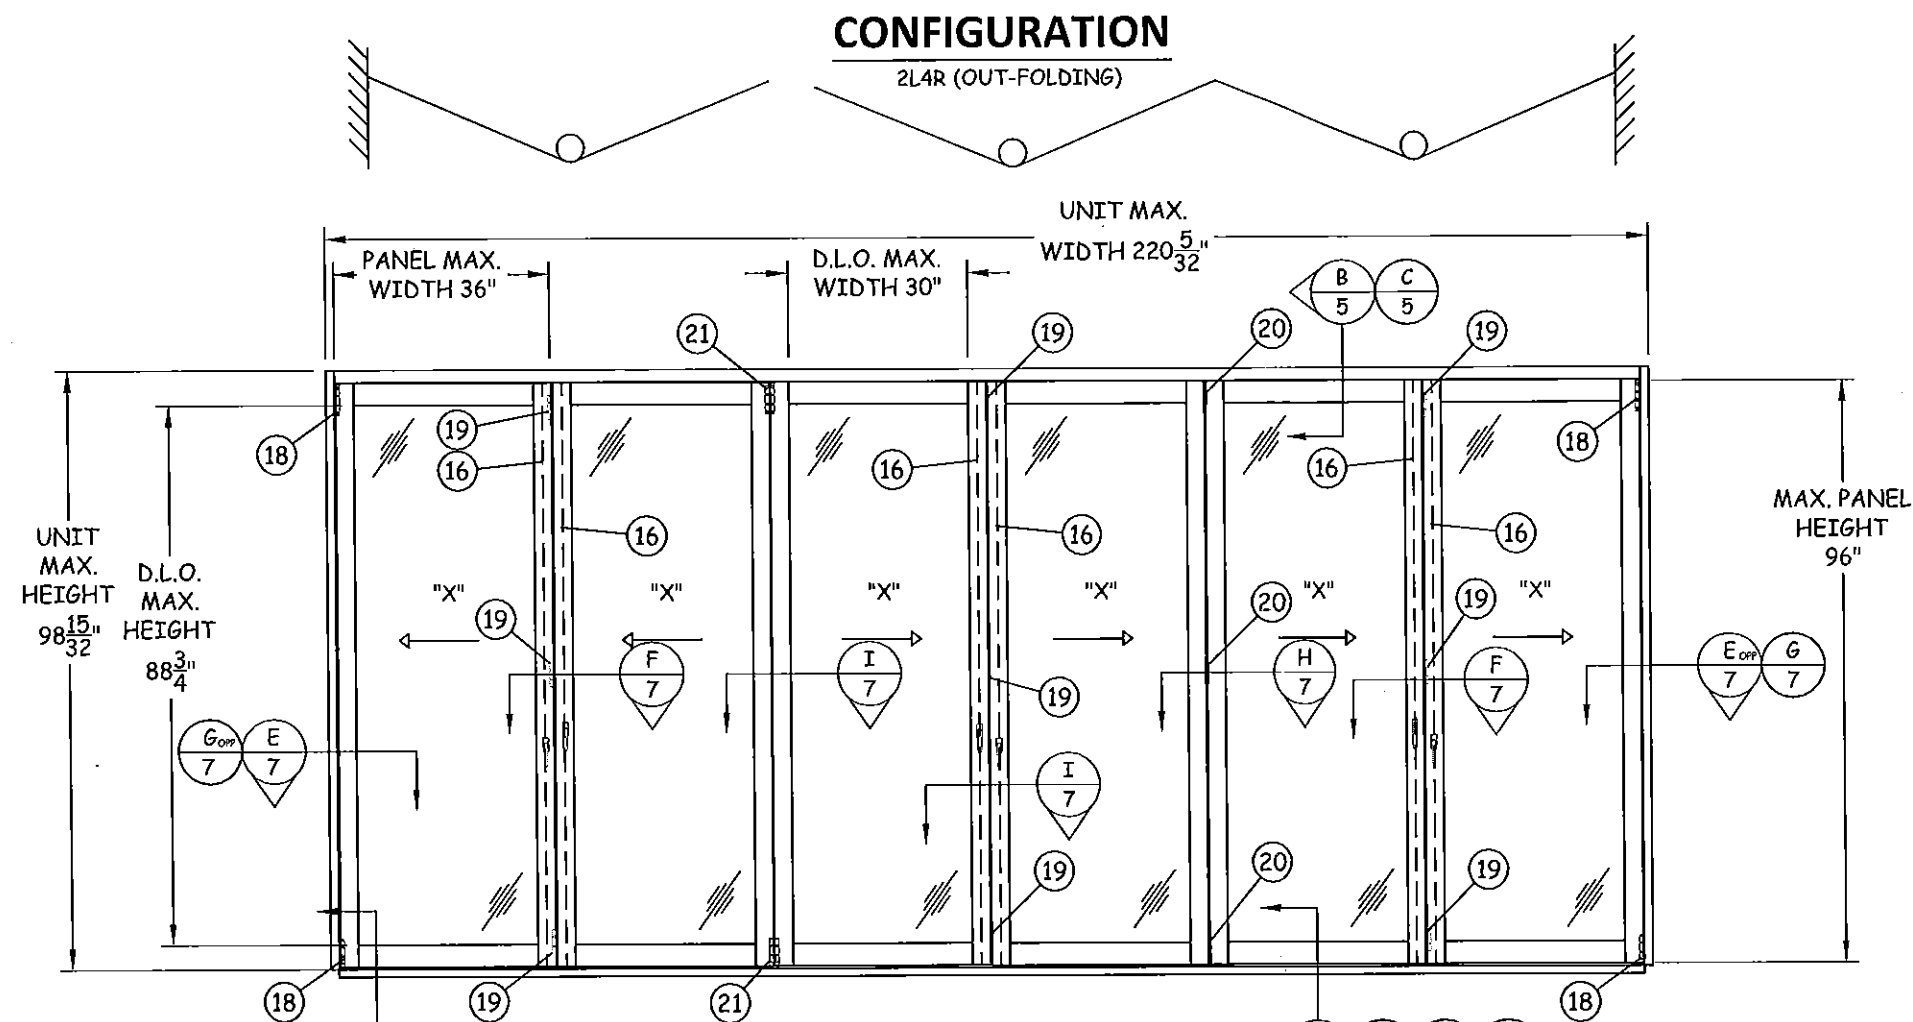 CONFIGURATION
2L4R (OUT-FOLDING)
UNIT MAX.
WIDTH 220 5/32"
PANEL MAX.
WIDTH 36"
D.L.O. MAX.
WIDTH 30"
B
5
C
5
21
19
20
19
18
19
16
16
16
18
16
16
16
UNIT
MAX.
HEIGHT
98 15/32"
D.L.O.
MAX.
HEIGHT
88 3/4"
MAX. PANEL
HEIGHT
96"
"X"
"X"
"X"
"X"
"X"
"X"
19
20
19
F
7
I
7
H
7
F
7
E OPP
7
G
7
19
G OPP
7
E
7
I
7
19
20
19
18
19
21
18